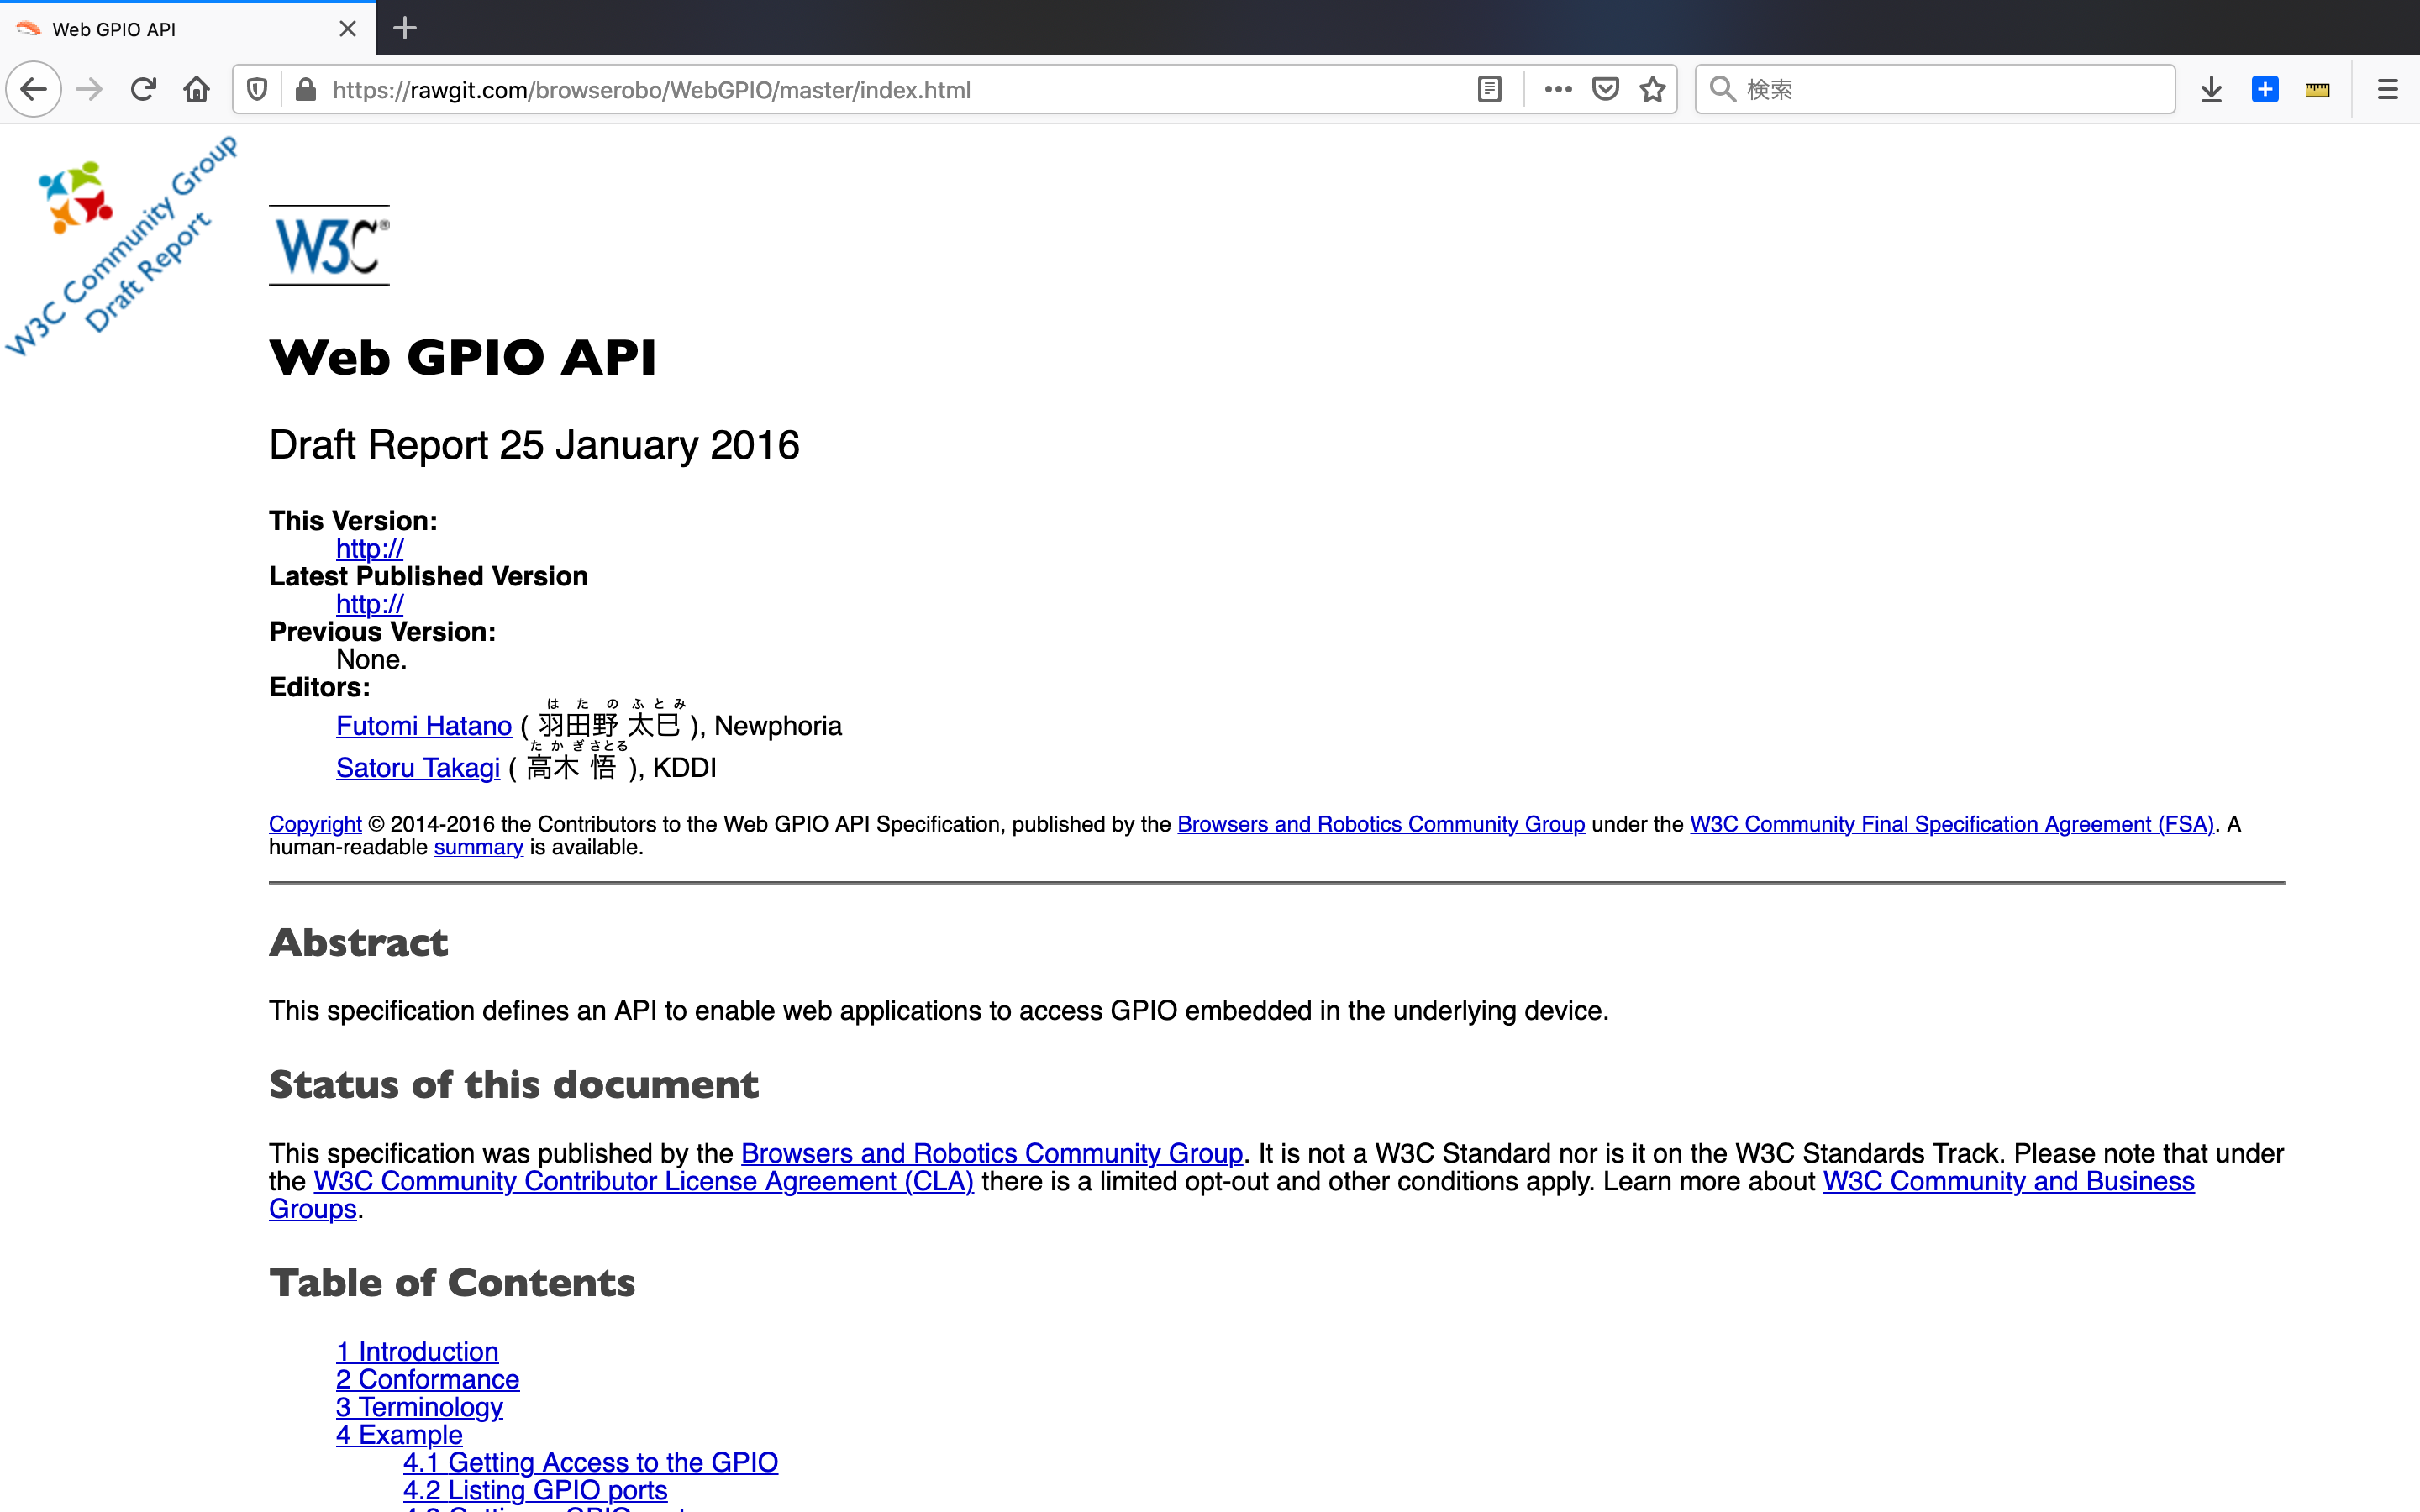 Web GPIO API
https://rawgit.com/browserobo/WebGPIO/master/index.html
検索
W3C Community Group
Draft Report
W3C®
Web GPIO API
Draft Report 25 January 2016
This Version:
http://
Latest Published Version
http://
Previous Version:
None.
Editors:
はたの ふとみ
Futomi Hatano ( 羽田野 太巳 ), Newphoria
たかぎ さとる
Satoru Takagi ( 高木 悟 ), KDDI
Copyright © 2014-2016 the Contributors to the Web GPIO API Specification, published by the Browsers and Robotics Community Group under the W3C Community Final Specification Agreement (FSA). A
human-readable summary is available.
Abstract
This specification defines an API to enable web applications to access GPIO embedded in the underlying device.
Status of this document
This specification was published by the Browsers and Robotics Community Group. It is not a W3C Standard nor is it on the W3C Standards Track. Please note that under
the W3C Community Contributor License Agreement (CLA) there is a limited opt-out and other conditions apply. Learn more about W3C Community and Business
Groups.
Table of Contents
1 Introduction
2 Conformance
3 Terminology
4 Example
4.1 Getting Access to the GPIO
4.2 Listing GPIO ports